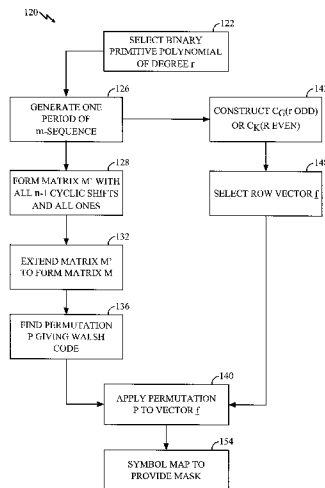 120
122
SELECT BINARY
PRIMITIVE POLYNOMIAL
OF DEGREE r
126
GENERATE ONE
PERIOD OF
m-SEQUENCE
CONSTRUCT CG(r ODD)
OR CK(R EVEN)
128
FORM MATRIX M' WITH
ALL n-1 CYCLIC SHIFTS
AND ALL ONES
SELECT ROW VECTOR f
132
EXTEND MATRIX M'
TO FORM MATRIX M
136
FIND PERMUTATION
P GIVING WALSH
CODE
140
APPLY PERMUTATION
P TO VECTOR f
154
SYMBOL MAP TO
PROVIDE MASK